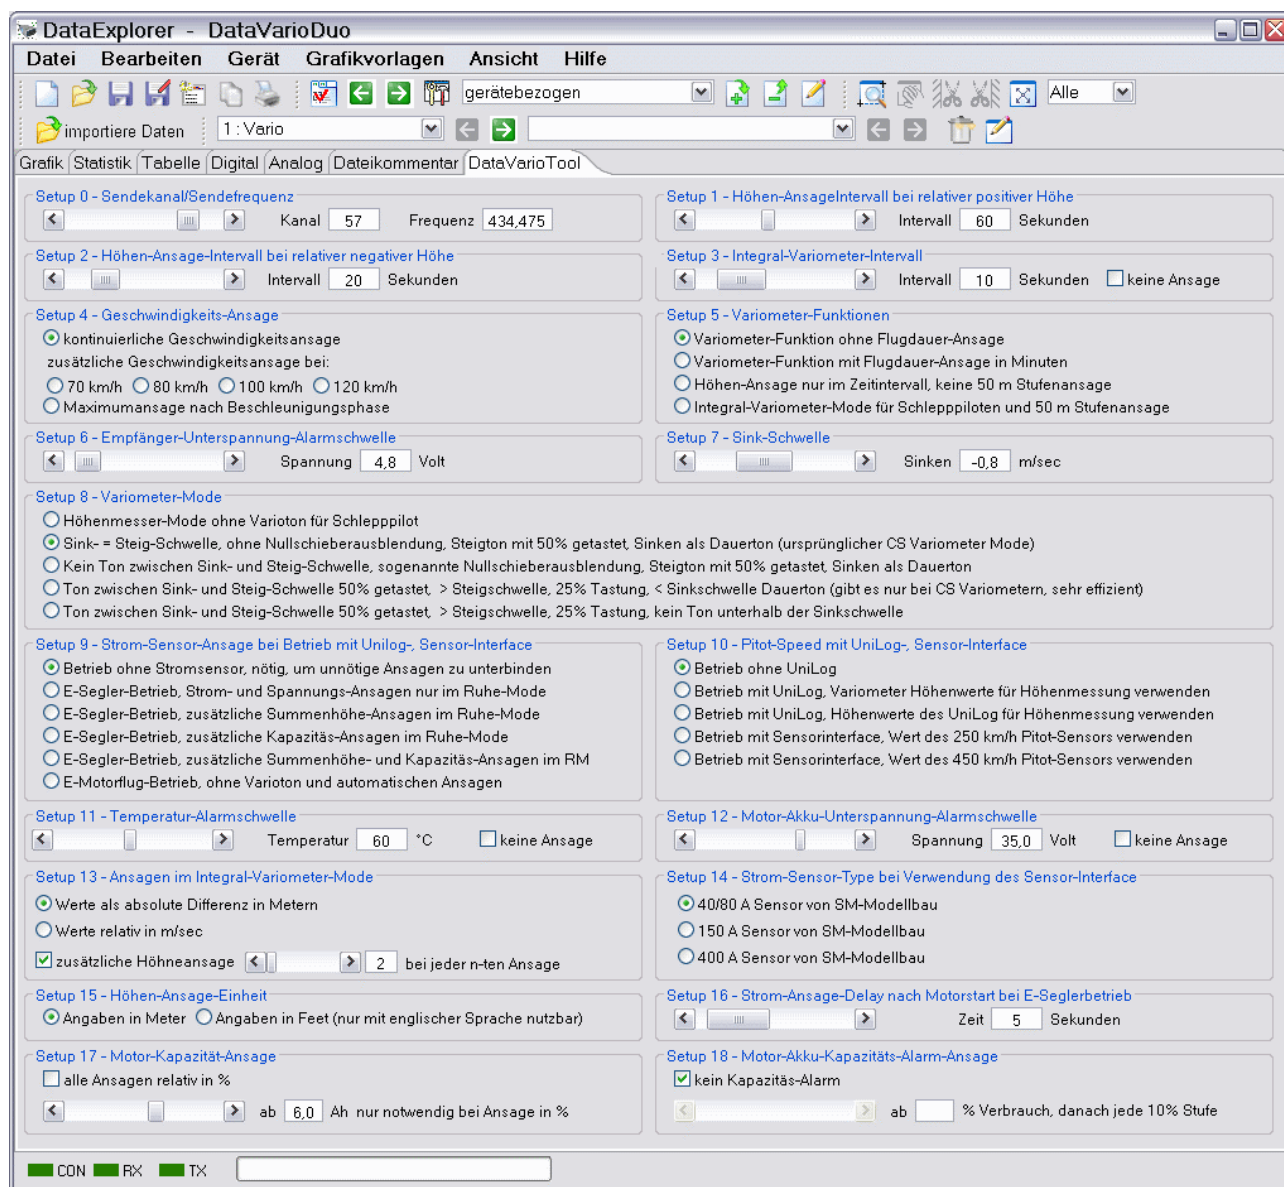 DataExplorer - DataVarioDuo
Datei Bearbeiten Gerät Grafikvorlagen Ansicht Hilfe
gerätebezogen Alle
importiere Daten 1 : Vario
Grafik Statistik Tabelle Digital Analog Dateikommentar DataVarioTool
Setup 0 - Sendekanal/Sendefrequenz
Kanal 57 Frequenz 434,475
Setup 1 - Höhen-AnsageIntervall bei relativer positiver Höhe
Intervall 60 Sekunden
Setup 2 - Höhen-Ansage-Intervall bei relativer negativer Höhe
Intervall 20 Sekunden
Setup 3 - Integral-Variometer-Intervall
Intervall 10 Sekunden keine Ansage
Setup 4 - Geschwindigkeits-Ansage
kontinuierliche Geschwindigkeitsansage
zusätzliche Geschwindigkeitsansage bei:
70 km/h 80 km/h 100 km/h 120 km/h
Maximumansage nach Beschleunigungsphase
Setup 5 - Variometer-Funktionen
Variometer-Funktion ohne Flugdauer-Ansage
Variometer-Funktion mit Flugdauer-Ansage in Minuten
Höhen-Ansage nur im Zeitintervall, keine 50 m Stufenansage
Integral-Variometer-Mode für Schlepppiloten und 50 m Stufenansage
Setup 6 - Empfänger-Unterspannung-Alarmschwelle
Spannung 4,8 Volt
Setup 7 - Sink-Schwelle
Sinken -0,8 m/sec
Setup 8 - Variometer-Mode
Höhenmesser-Mode ohne Varioton für Schlepppilot
Sink- = Steig-Schwelle, ohne Nullschieberausblendung, Steigton mit 50% getastet, Sinken als Dauerton (ursprünglicher CS Variometer Mode)
Kein Ton zwischen Sink- und Steig-Schwelle, sogenannte Nullschieberausblendung, Steigton mit 50% getastet, Sinken als Dauerton
Ton zwischen Sink- und Steig-Schwelle 50% getastet, > Steigschwelle, 25% Tastung, < Sinkschwelle Dauerton (gibt es nur bei CS Variometern, sehr effizient)
Ton zwischen Sink- und Steig-Schwelle 50% getastet, > Steigschwelle, 25% Tastung, kein Ton unterhalb der Sinkschwelle
Setup 9 - Strom-Sensor-Ansage bei Betrieb mit Unilog-, Sensor-Interface
Betrieb ohne Stromsensor, nötig, um unnötige Ansagen zu unterbinden
E-Segler-Betrieb, Strom- und Spannungs-Ansagen nur im Ruhe-Mode
E-Segler-Betrieb, zusätzliche Summenhöhe-Ansagen im Ruhe-Mode
E-Segler-Betrieb, zusätzliche Kapazitäs-Ansagen im Ruhe-Mode
E-Segler-Betrieb, zusätzliche Summenhöhe- und Kapazitäs-Ansagen im RM
E-Motorflug-Betrieb, ohne Varioton und automatischen Ansagen
Setup 10 - Pitot-Speed mit UniLog-, Sensor-Interface
Betrieb ohne UniLog
Betrieb mit UniLog, Variometer Höhenwerte für Höhenmessung verwenden
Betrieb mit UniLog, Höhenwerte des UniLog für Höhenmessung verwenden
Betrieb mit Sensorinterface, Wert des 250 km/h Pitot-Sensors verwenden
Betrieb mit Sensorinterface, Wert des 450 km/h Pitot-Sensors verwenden
Setup 11 - Temperatur-Alarmschwelle
Temperatur 60 °C keine Ansage
Setup 12 - Motor-Akku-Unterspannung-Alarmschwelle
Spannung 35,0 Volt keine Ansage
Setup 13 - Ansagen im Integral-Variometer-Mode
Werte als absolute Differenz in Metern
Werte relativ in m/sec
zusätzliche Höhneansage 2 bei jeder n-ten Ansage
Setup 14 - Strom-Sensor-Type bei Verwendung des Sensor-Interface
40/80 A Sensor von SM-Modellbau
150 A Sensor von SM-Modellbau
400 A Sensor von SM-Modellbau
Setup 15 - Höhen-Ansage-Einheit
Angaben in Meter Angaben in Feet (nur mit englischer Sprache nutzbar)
Setup 16 - Strom-Ansage-Delay nach Motorstart bei E-Seglerbetrieb
Zeit 5 Sekunden
Setup 17 - Motor-Kapazität-Ansage
alle Ansagen relativ in %
ab 6,0 Ah nur notwendig bei Ansage in %
Setup 18 - Motor-Akku-Kapazitäts-Alarm-Ansage
kein Kapazitäs-Alarm
ab % Verbrauch, danach jede 10% Stufe
CON RX TX